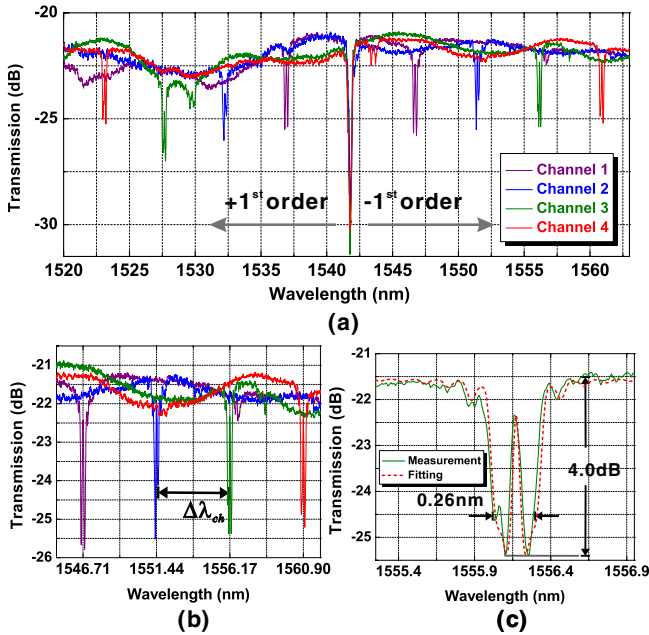 -20
-25
-30
Transmission (dB)
Channel 1
Channel 2
Channel 3
Channel 4
+1st order
-1st order
1520 1525 1530 1535 1540 1545 1550 1555 1560
Wavelength (nm)
(a)
-21
-22
-23
-24
-25
-26
Transmission (dB)
Δλch
1546.71 1551.44 1556.17 1560.90
Wavelength (nm)
(b)
-21
-22
-23
-24
-25
Transmission (dB)
Measurement
Fitting
4.0dB
0.26nm
1555.4 1555.9 1556.4 1556.9
Wavelength (nm)
(c)